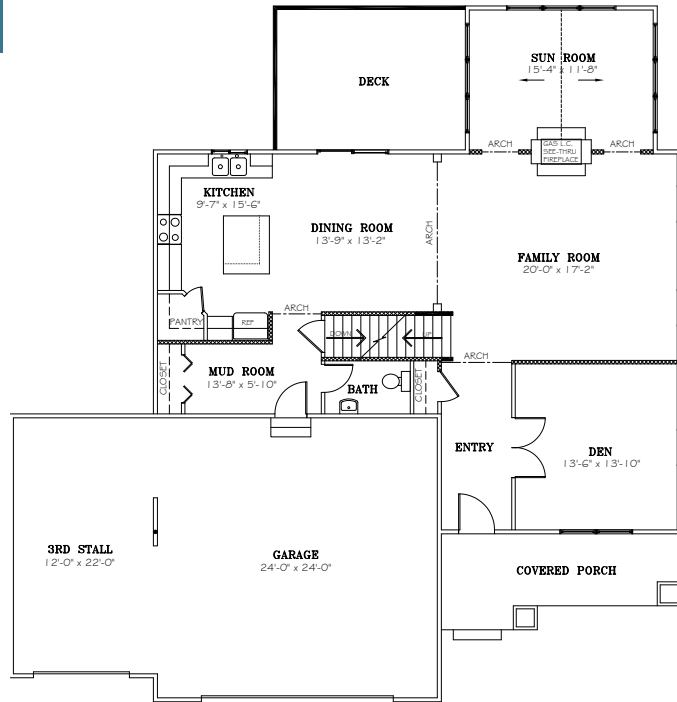 DECK
SUN ROOM
15'-4" x 11'-8"
ARCH
GAS L.C.
SEE-THRU
FIREPLACE
ARCH
KITCHEN
9'-7" x 15'-6"
DINING ROOM
13'-9" x 13'-2"
ARCH
FAMILY ROOM
20'-0" x 17'-2"
ARCH
PANTRY
REF
DOWN
UP
ARCH
CLOSET
MUD ROOM
13'-8" x 5'-10"
BATH
CLOSET
ENTRY
DEN
13'-6" x 13'-10"
3RD STALL
12'-0" x 22'-0"
GARAGE
24'-0" x 24'-0"
COVERED PORCH